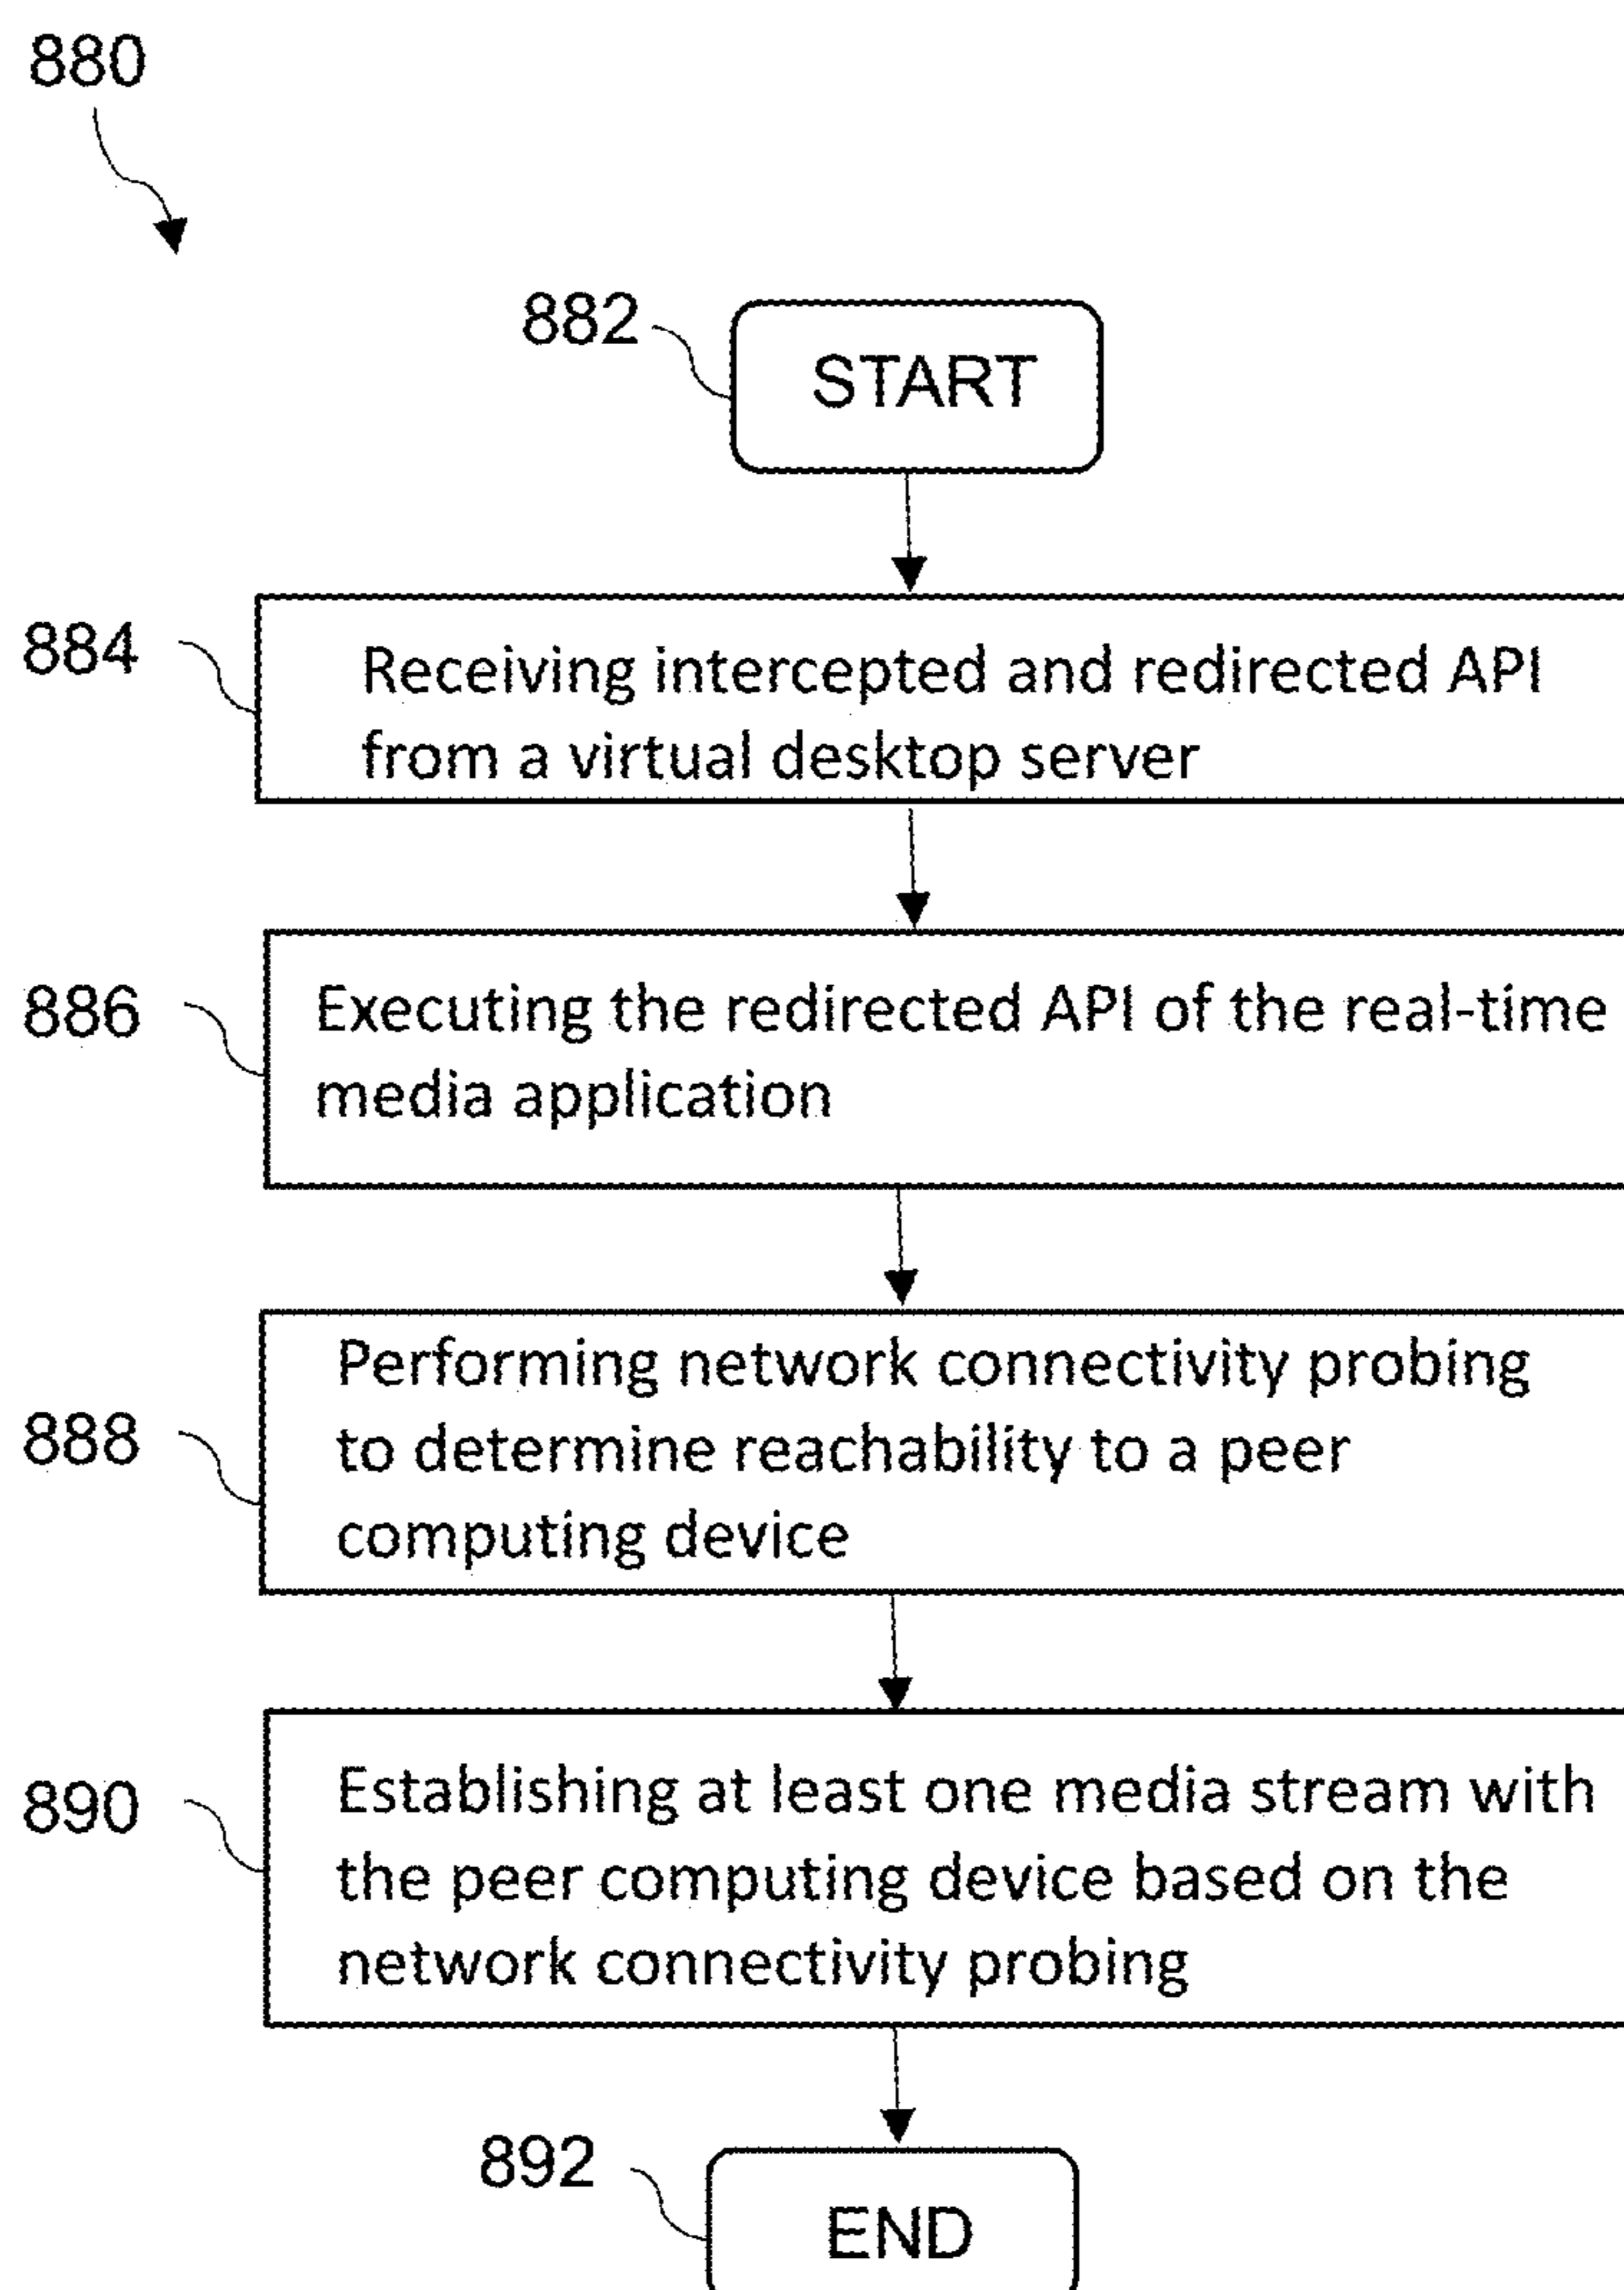 880
882
START
884
Receiving intercepted and redirected API
from a virtual desktop server
886
Executing the redirected API of the real-time
media application
888
Performing network connectivity probing
to determine reachability to a peer
computing device
890
Establishing at least one media stream with
the peer computing device based on the
network connectivity probing
892
END